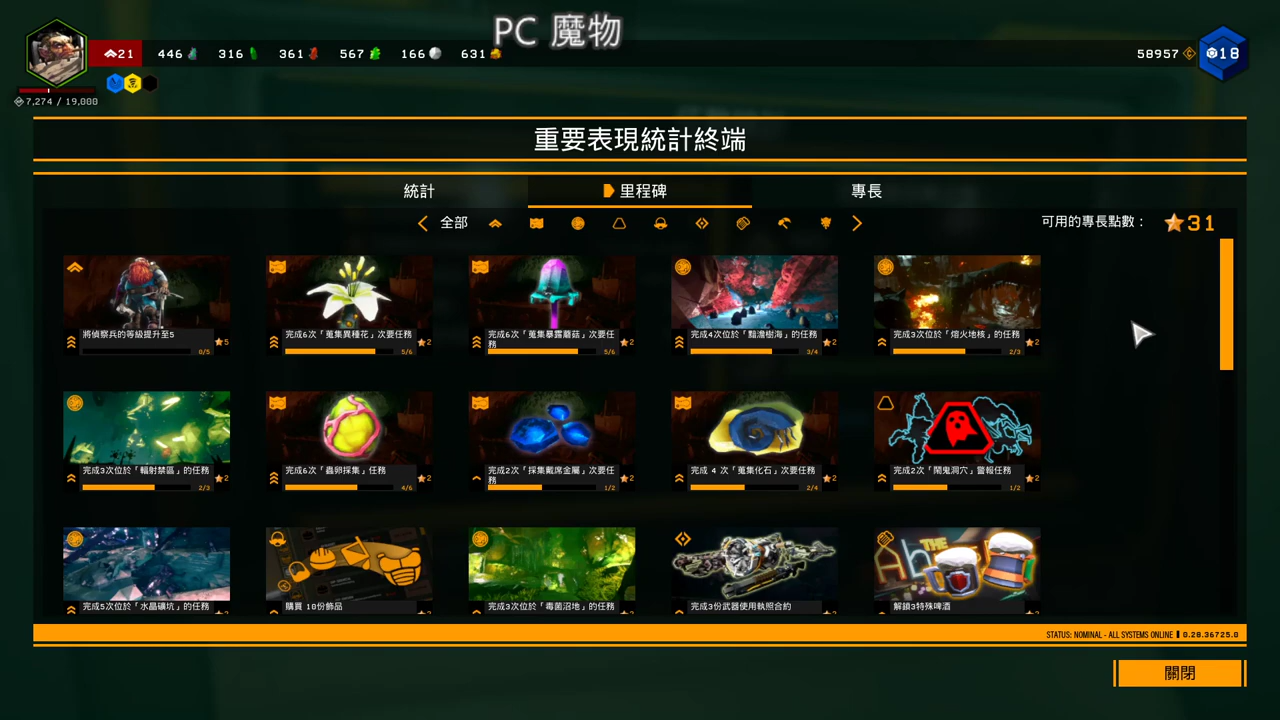 PC 魔物
21 446 316 361 567 166 631
58957 18
7,274 / 19,000
重要表現統計終端
統計 里程碑 專長
全部
可用的專長點數： 31
將偵察兵的等級提升至5
5
0/5
完成6次「蒐集異種花」次要任務
2
5/6
完成6次「蒐集暴露蘑菇」次要任
務
2
5/6
完成4次位於「黯澹樹海」的任務
2
3/4
完成3次位於「熔火地核」的任務
2
2/3
完成3次位於「輻射禁區」的任務
2
2/3
完成6次「蟲卵採集」任務
2
4/6
完成2次「採集戴席金屬」次要任
務
2
1/2
完成 4 次「蒐集化石」次要任務
2
2/4
完成2次「鬧鬼洞穴」警報任務
2
1/2
完成5次位於「水晶礦坑」的任務
購買 10份飾品
完成3次位於「毒菌沼地」的任務
完成3份武器使用執照合約
Ah THE
解鎖3特殊啤酒
STATUS: NOMINAL - ALL SYSTEMS ONLINE 0.28.36725.0
關閉